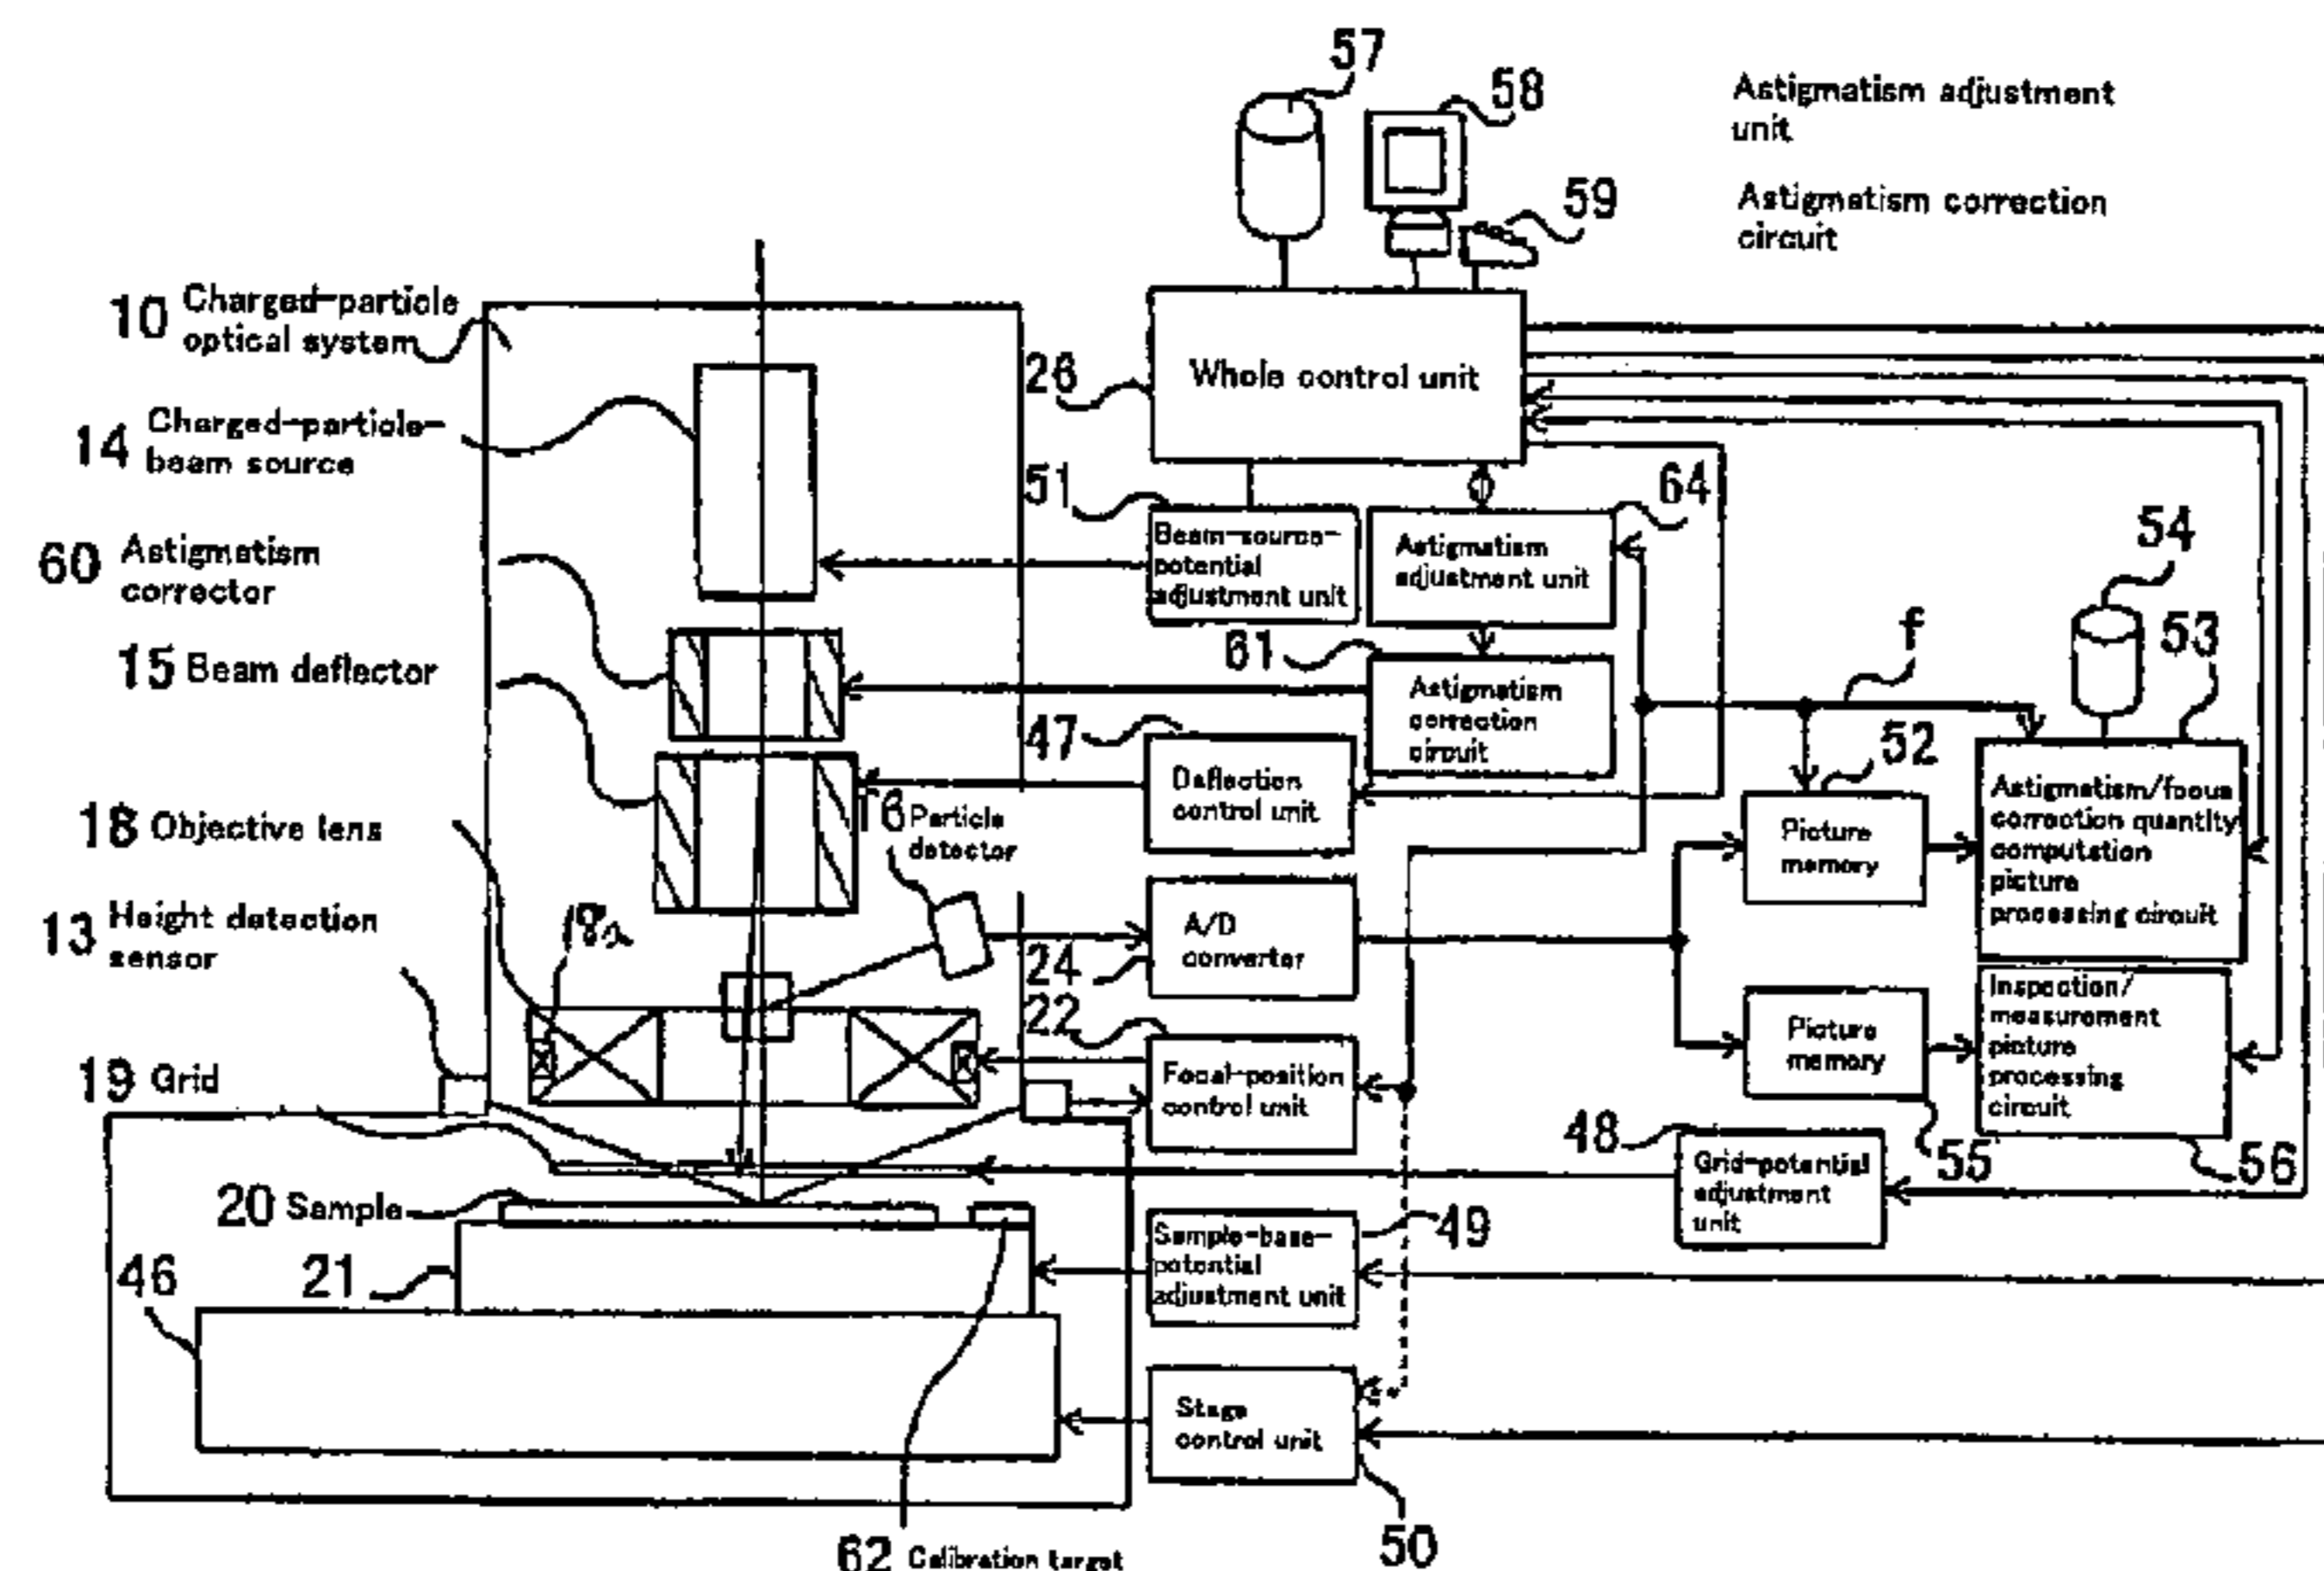 57
58
Astigmatism adjustment
unit
59
Astigmatism correction
circuit
10 Charged-particle
optical system
26
Whole control unit
14 Charged-particle-
beam source
51
64
Beam-source-
potential
adjustment unit
Astigmatism
adjustment unit
54
60 Astigmatism
corrector
61
f
53
15 Beam deflector
Astigmatism
correction
circuit
47
52
Deflection
control unit
16 Particle
detector
Picture
memory
Astigmatism/focus
correction quantity
computation
picture
processing circuit
18 Objective lens
13 Height detection
sensor
18a
A/D
converter
24
22
Picture
memory
Inspection/
measurement
picture
processing
circuit
19 Grid
Focal-position
control unit
48
55
56
Grid-potential
adjustment
unit
20 Sample
49
Sample-base-
potential
adjustment unit
46
21
Stage
control unit
50
62 Calibration target